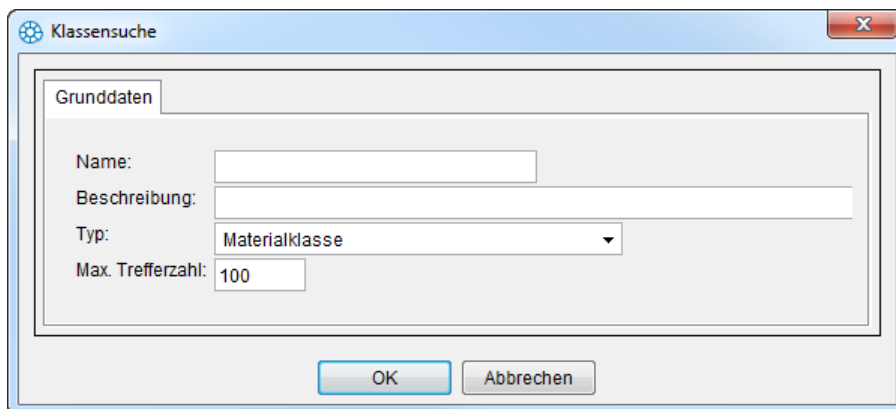 Klassensuche
Grunddaten
Name:
Beschreibung:
Typ: Materialklasse
Max. Trefferzahl: 100
OK Abbrechen